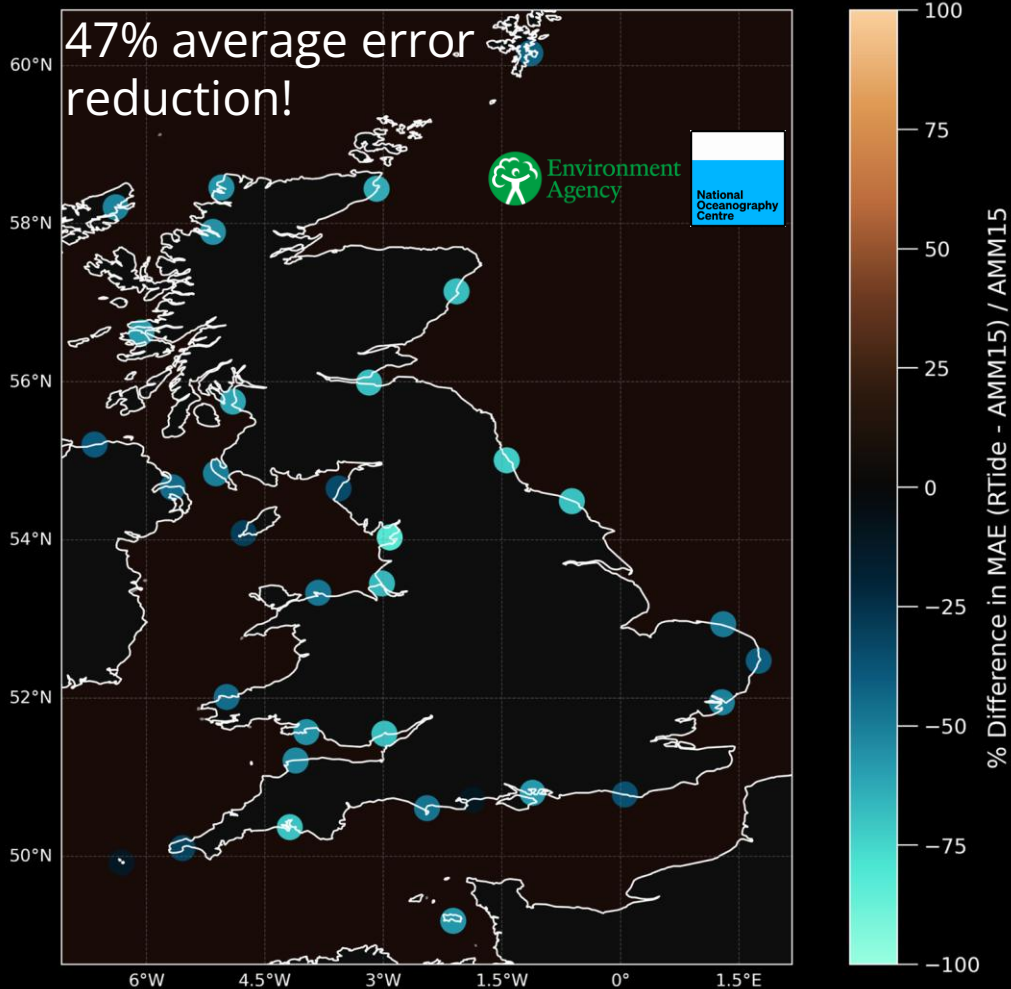 47% average error
reduction!
Environment
Agency
National
Oceanography
Centre
60°N
58°N
56°N
54°N
52°N
50°N
6°W
4.5°W
3°W
1.5°W
0°
1.5°E
100
75
50
25
0
−25
−50
−75
−100
% Difference in MAE (RTide - AMM15) / AMM15